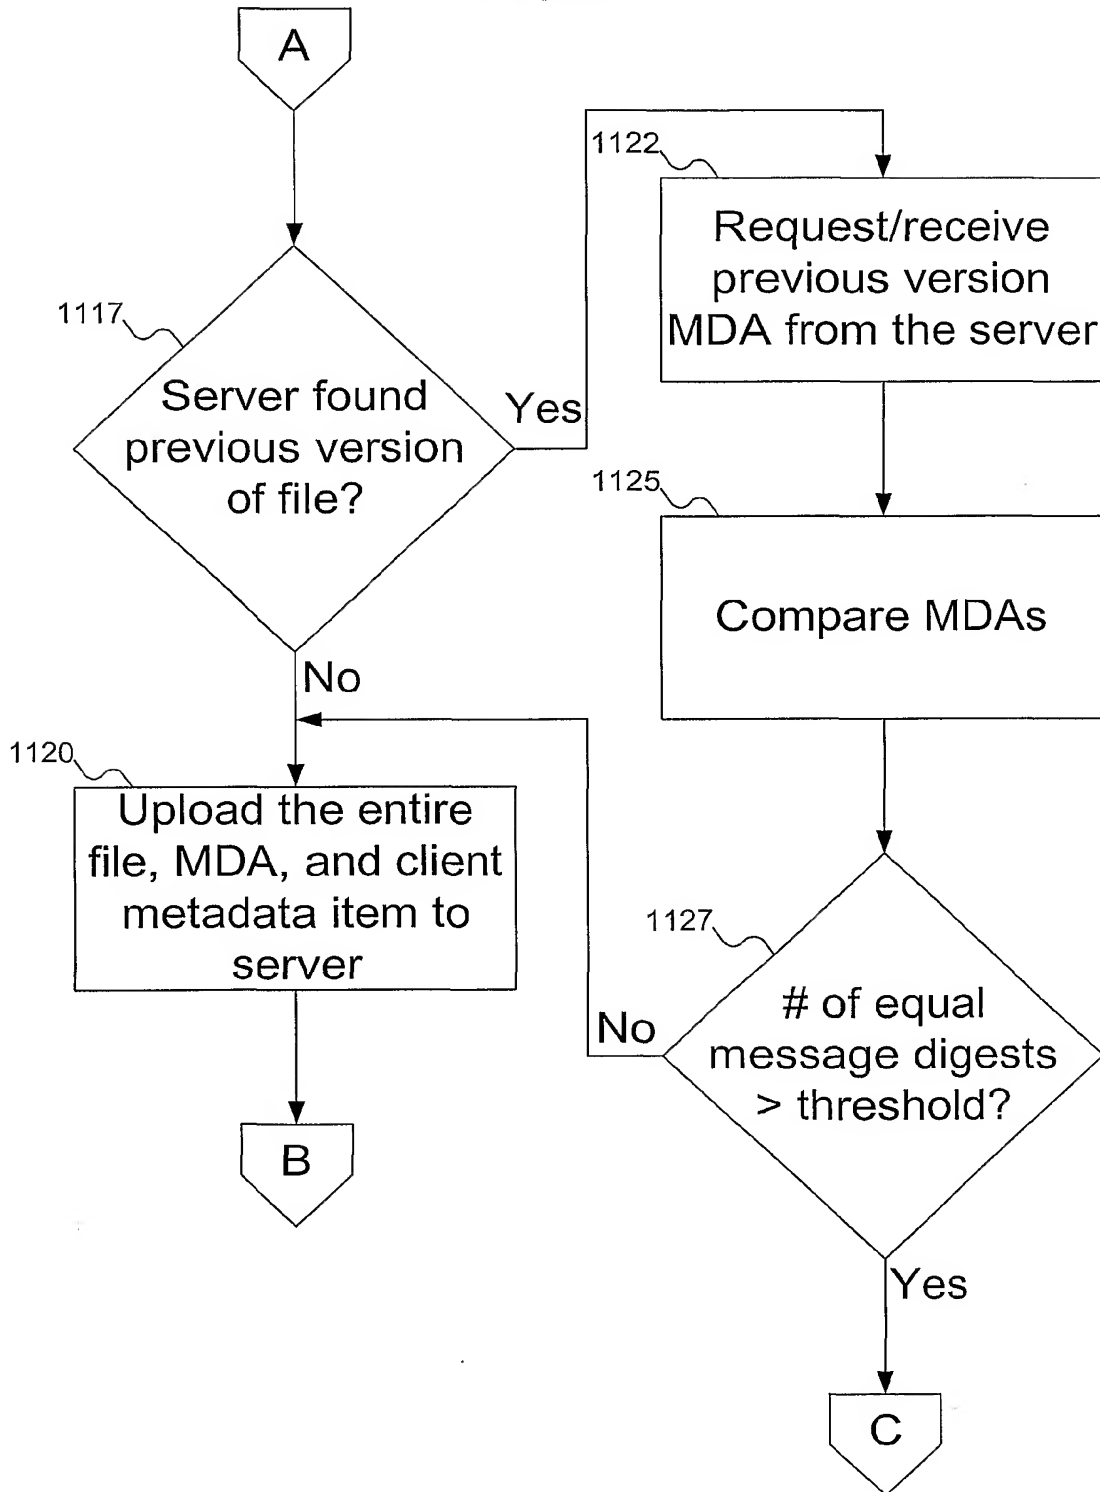 A
1117
Server found
previous version
of file?
Yes
No
1120
Upload the entire
file, MDA, and client
metadata item to
server
B
1122
Request/receive
previous version
MDA from the server
1125
Compare MDAs
1127
# of equal
message digests
> threshold?
No
Yes
C